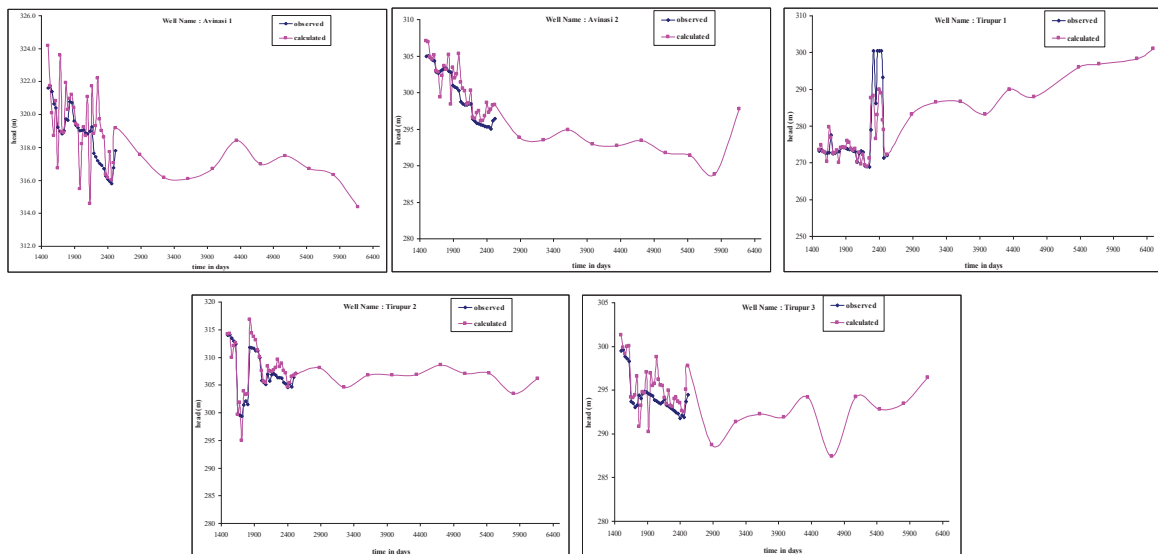 Well Name : Avinasi 1
observed
calculated
head (m)
326.0
324.0
322.0
320.0
318.0
316.0
314.0
312.0
1400 1900 2400 2900 3400 3900 4400 4900 5400 5900 6400
time in days
Well Name : Avinasi 2
observed
calculated
head (m)
310
305
300
295
290
285
280
1400 1900 2400 2900 3400 3900 4400 4900 5400 5900 6400
time in days
Well Name : Tirupur 1
observed
calculated
head (m)
310
300
290
280
270
260
250
1400 1900 2400 2900 3400 3900 4400 4900 5400 5900 6400
time in days
Well Name : Tirupur 2
observed
calculated
head (m)
320
315
310
305
300
295
290
285
280
1400 1900 2400 2900 3400 3900 4400 4900 5400 5900 6400
time in days
Well Name : Tirupur 3
observed
calculated
head (m)
305
300
295
290
285
280
1400 1900 2400 2900 3400 3900 4400 4900 5400 5900 6400
time in days